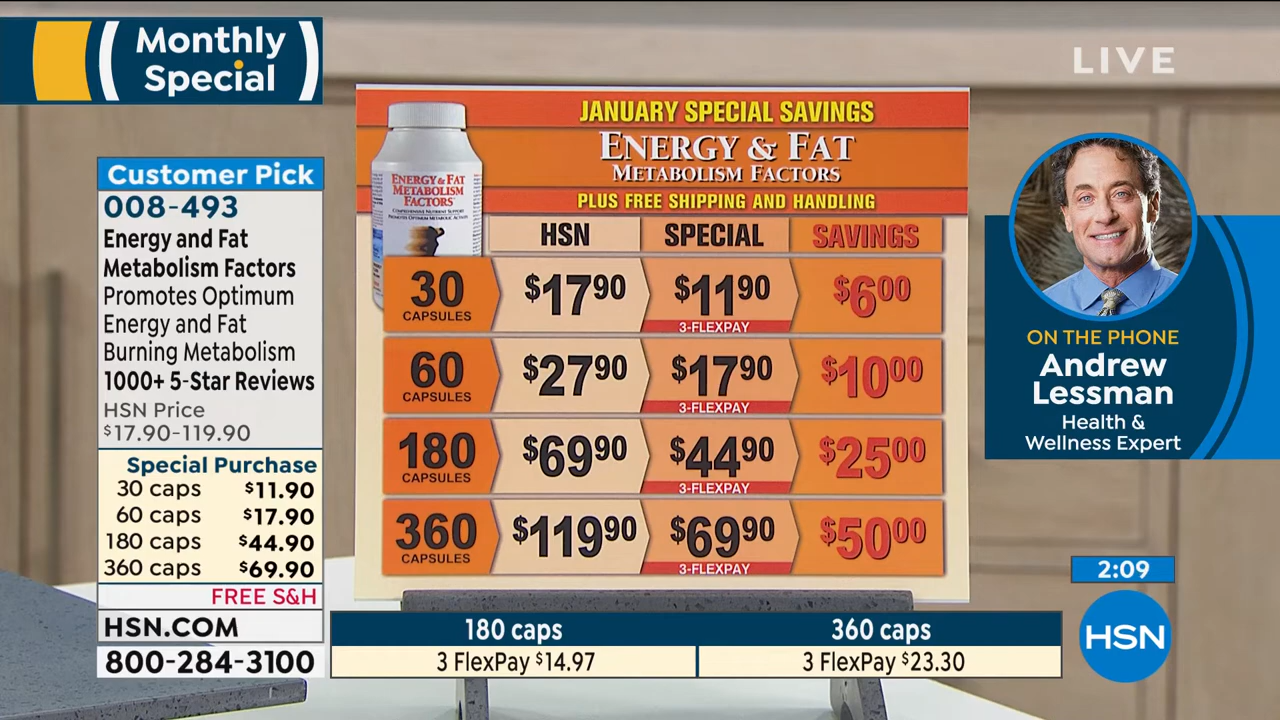 Monthly
Special
LIVE
Customer Pick
008-493
Energy and Fat
Metabolism Factors
Promotes Optimum
Energy and Fat
Burning Metabolism
1000+ 5-Star Reviews
HSN Price
$17.90-119.90
Special Purchase
30 caps $11.90
60 caps $17.90
180 caps $44.90
360 caps $69.90
FREE S&H
HSN.COM
800-284-3100
JANUARY SPECIAL SAVINGS
ENERGY & FAT
METABOLISM FACTORS
PLUS FREE SHIPPING AND HANDLING
ENERGY & FAT
METABOLISM
FACTORS
COMPREHENSIVE NUTRIENT SUPPORT
HSN SPECIAL SAVINGS
30 CAPSULES $17.90 $11.90 $6.00
3-FLEXPAY
60 CAPSULES $27.90 $17.90 $10.00
3-FLEXPAY
180 CAPSULES $69.90 $44.90 $25.00
3-FLEXPAY
360 CAPSULES $119.90 $69.90 $50.00
3-FLEXPAY
180 caps 360 caps
3 FlexPay $14.97 3 FlexPay $23.30
ON THE PHONE
Andrew
Lessman
Health &
Wellness Expert
2:09
HSN